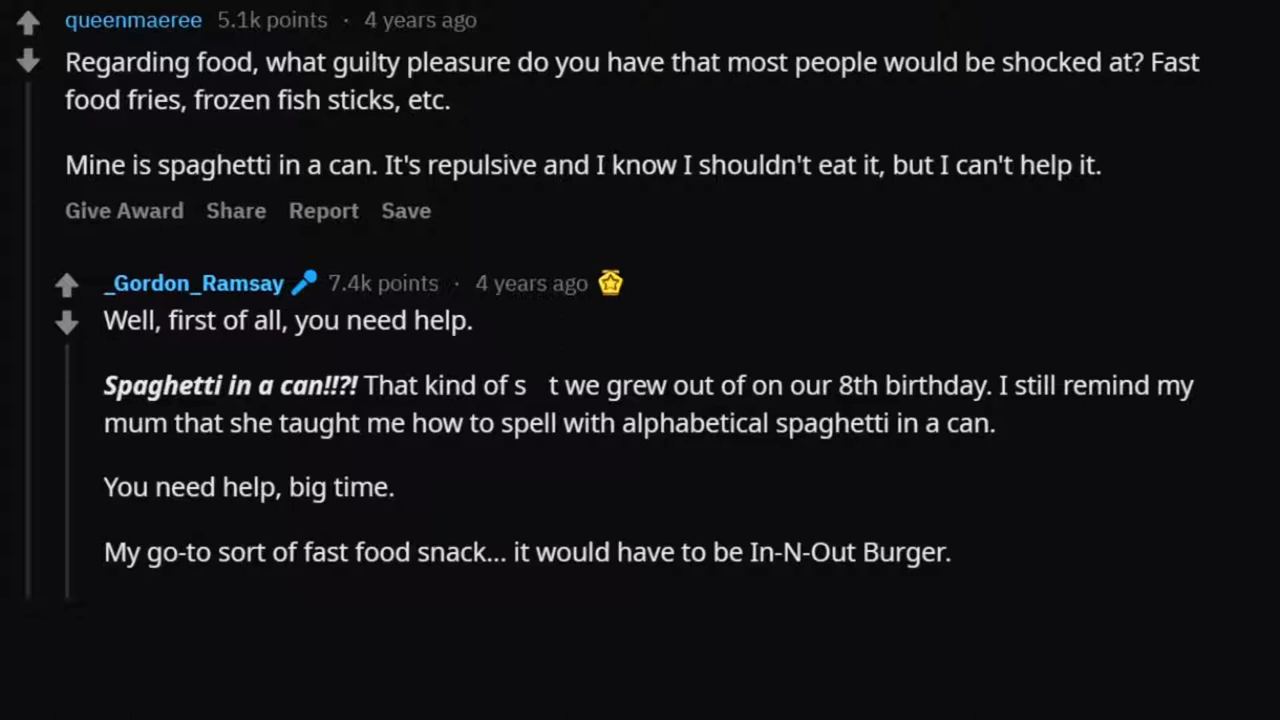 queenmaeree 5.1k points · 4 years ago
Regarding food, what guilty pleasure do you have that most people would be shocked at? Fast
food fries, frozen fish sticks, etc.
Mine is spaghetti in a can. It's repulsive and I know I shouldn't eat it, but I can't help it.
Give Award Share Report Save
_Gordon_Ramsay 7.4k points · 4 years ago
Well, first of all, you need help.
Spaghetti in a can!!?! That kind of s t we grew out of on our 8th birthday. I still remind my
mum that she taught me how to spell with alphabetical spaghetti in a can.
You need help, big time.
My go-to sort of fast food snack... it would have to be In-N-Out Burger.